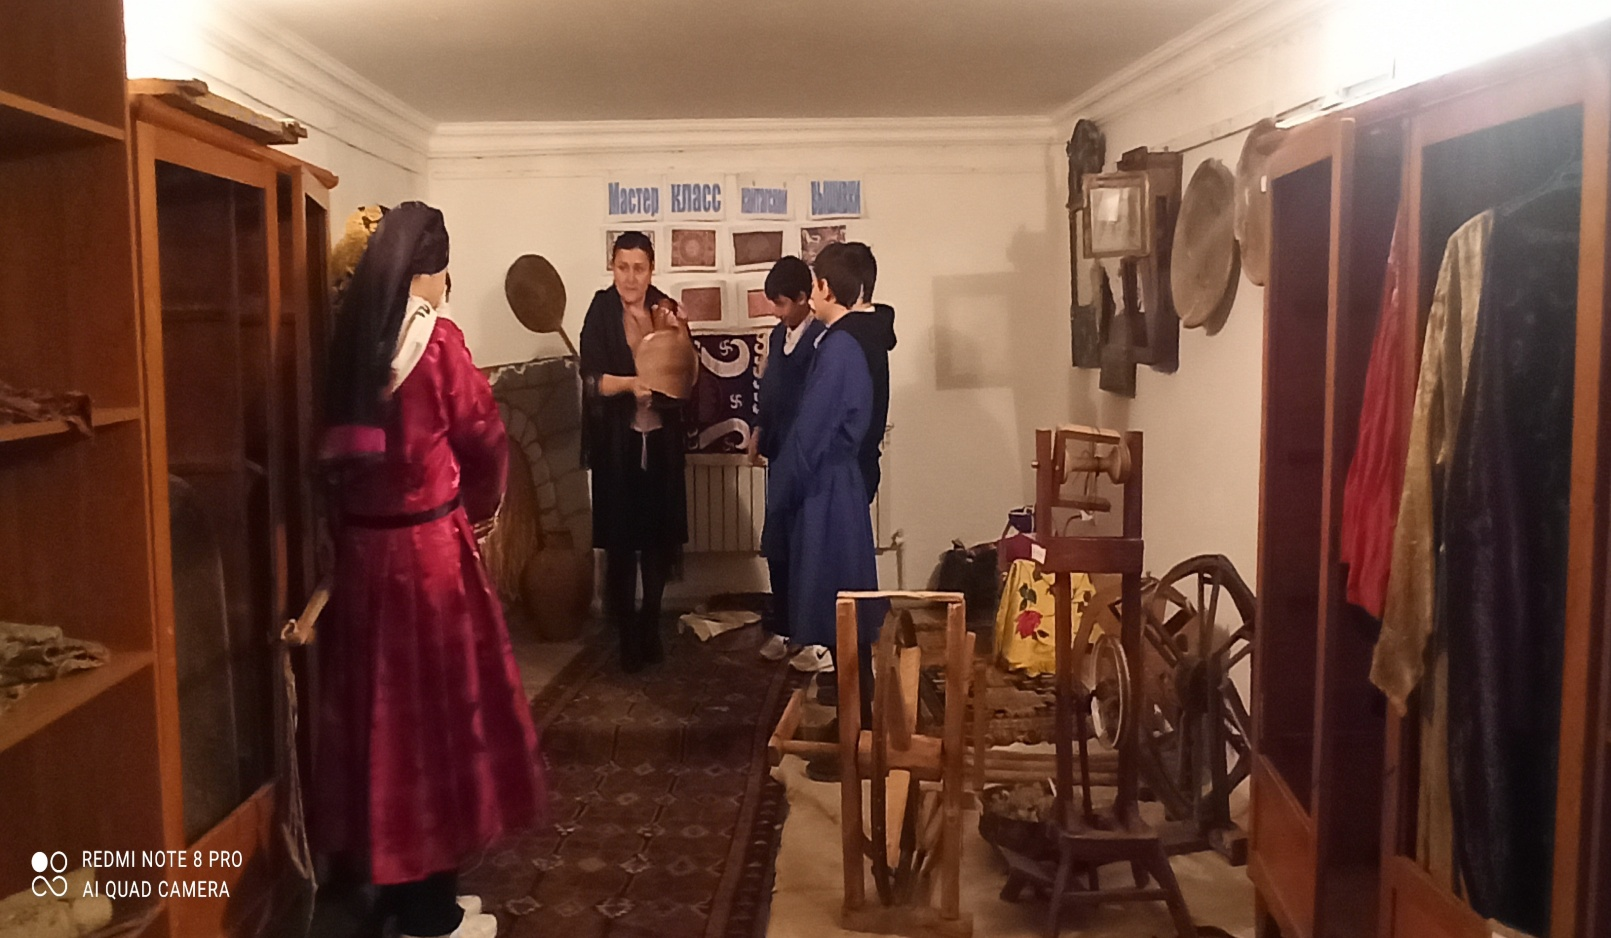 Мастер класс кайтагской вышивки
REDMI NOTE 8 PRO
AI QUAD CAMERA